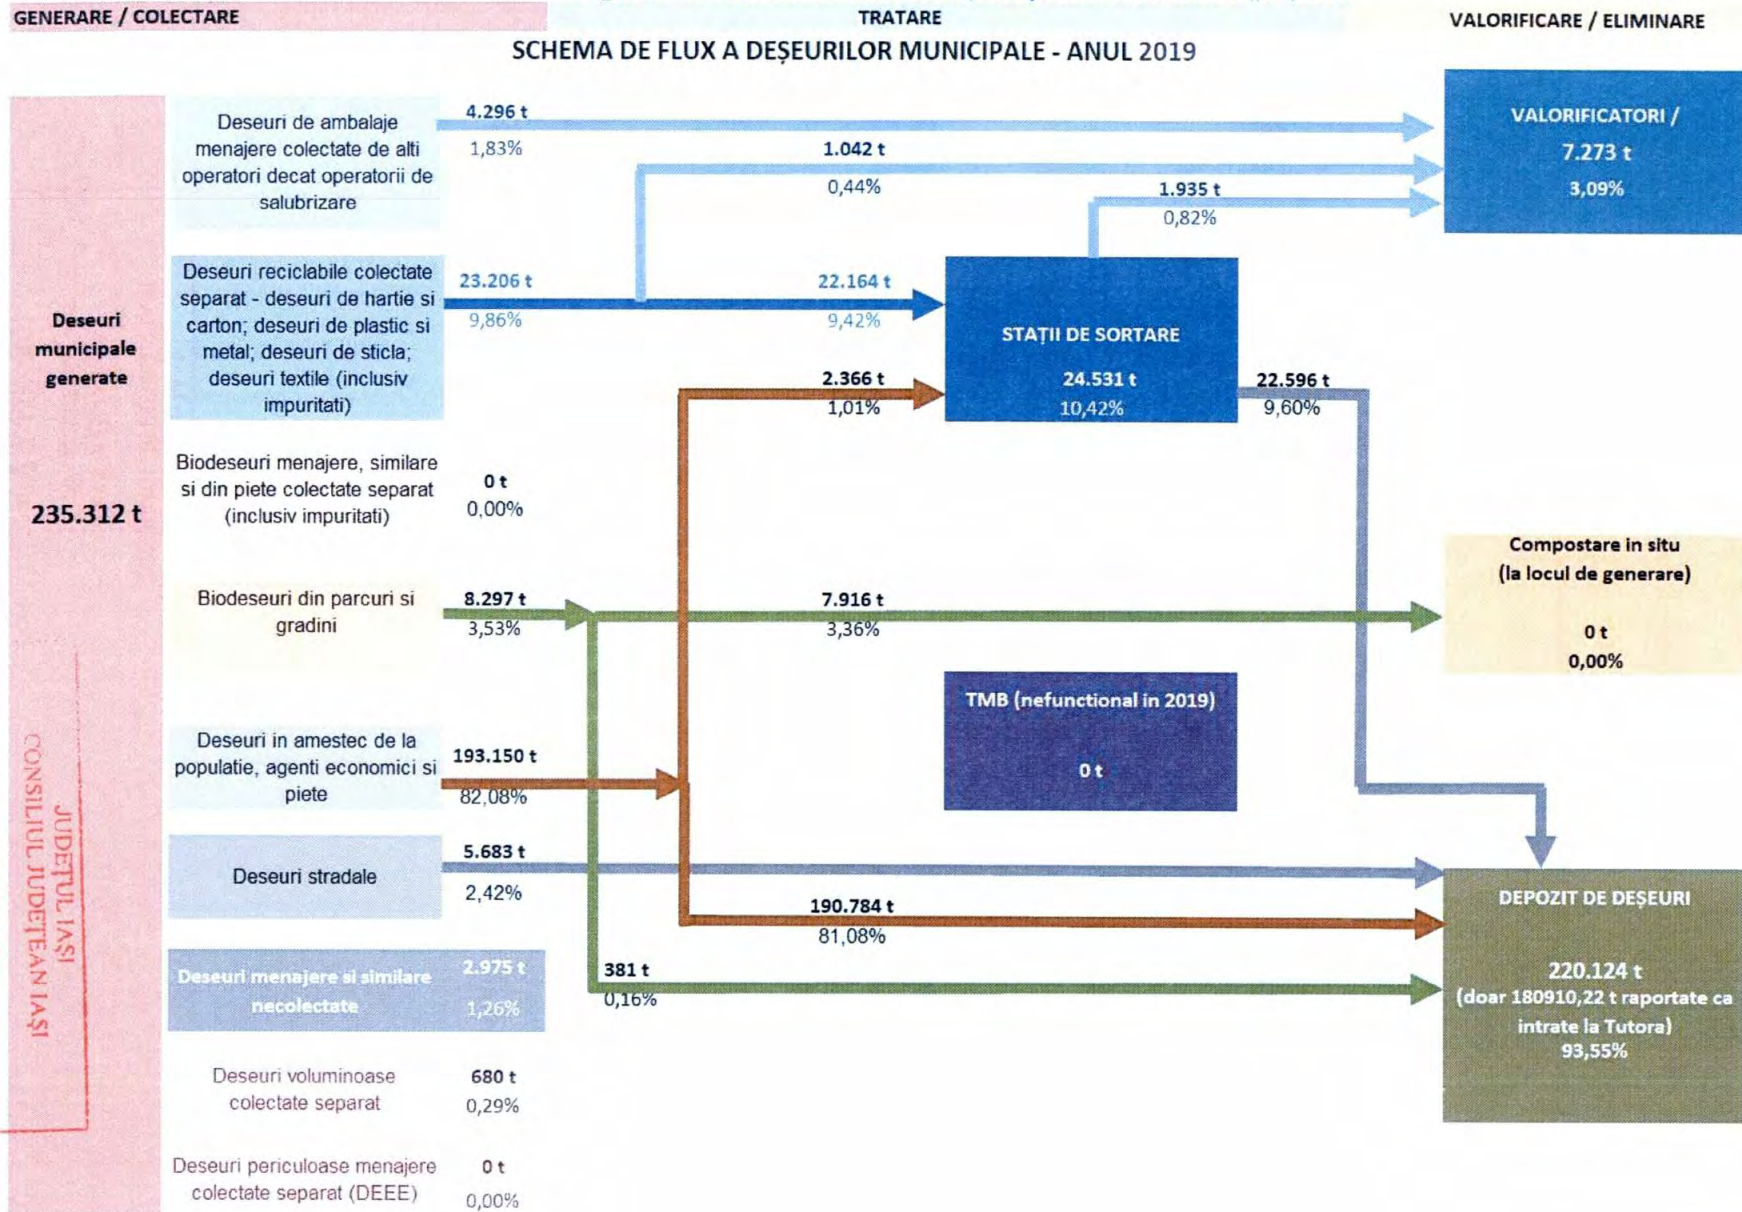 GENERARE / COLECTARE
TRATARE
VALORIFICARE / ELIMINARE
SCHEMA DE FLUX A DEȘEURILOR MUNICIPALE - ANUL 2019
Deseuri
municipale
generate
235.312 t
JUDEȚUL IAȘI
CONSILIUL JUDEȚEAN IAȘI
Deseuri de ambalaje
menajere colectate de alti
operatori decat operatorii de
salubrizare
4.296 t
1,83%
1.042 t
0,44%
1.935 t
0,82%
VALORIFICATORI /
7.273 t
3,09%
Deseuri reciclabile colectate
separat - deseuri de hartie si
carton; deseuri de plastic si
metal; deseuri de sticla;
deseuri textile (inclusiv
impuritati)
23.206 t
9,86%
22.164 t
9,42%
2.366 t
1,01%
STAȚII DE SORTARE
24.531 t
10,42%
22.596 t
9,60%
Biodeseuri menajere, similare
si din piete colectate separat
(inclusiv impuritati)
0 t
0,00%
Biodeseuri din parcuri si
gradini
8.297 t
3,53%
7.916 t
3,36%
Compostare in situ
(la locul de generare)
0 t
0,00%
TMB (nefunctional in 2019)
0 t
Deseuri in amestec de la
populatie, agenti economici si
piete
193.150 t
82,08%
Deseuri stradale
5.683 t
2,42%
190.784 t
81,08%
381 t
0,16%
DEPOZIT DE DEȘEURI
220.124 t
(doar 180910,22 t raportate ca
intrate la Tutora)
93,55%
Deseuri menajere si similare
necolectate
2.975 t
1,26%
Deseuri voluminoase
colectate separat
680 t
0,29%
Deseuri periculoase menajere
colectate separat (DEEE)
0 t
0,00%